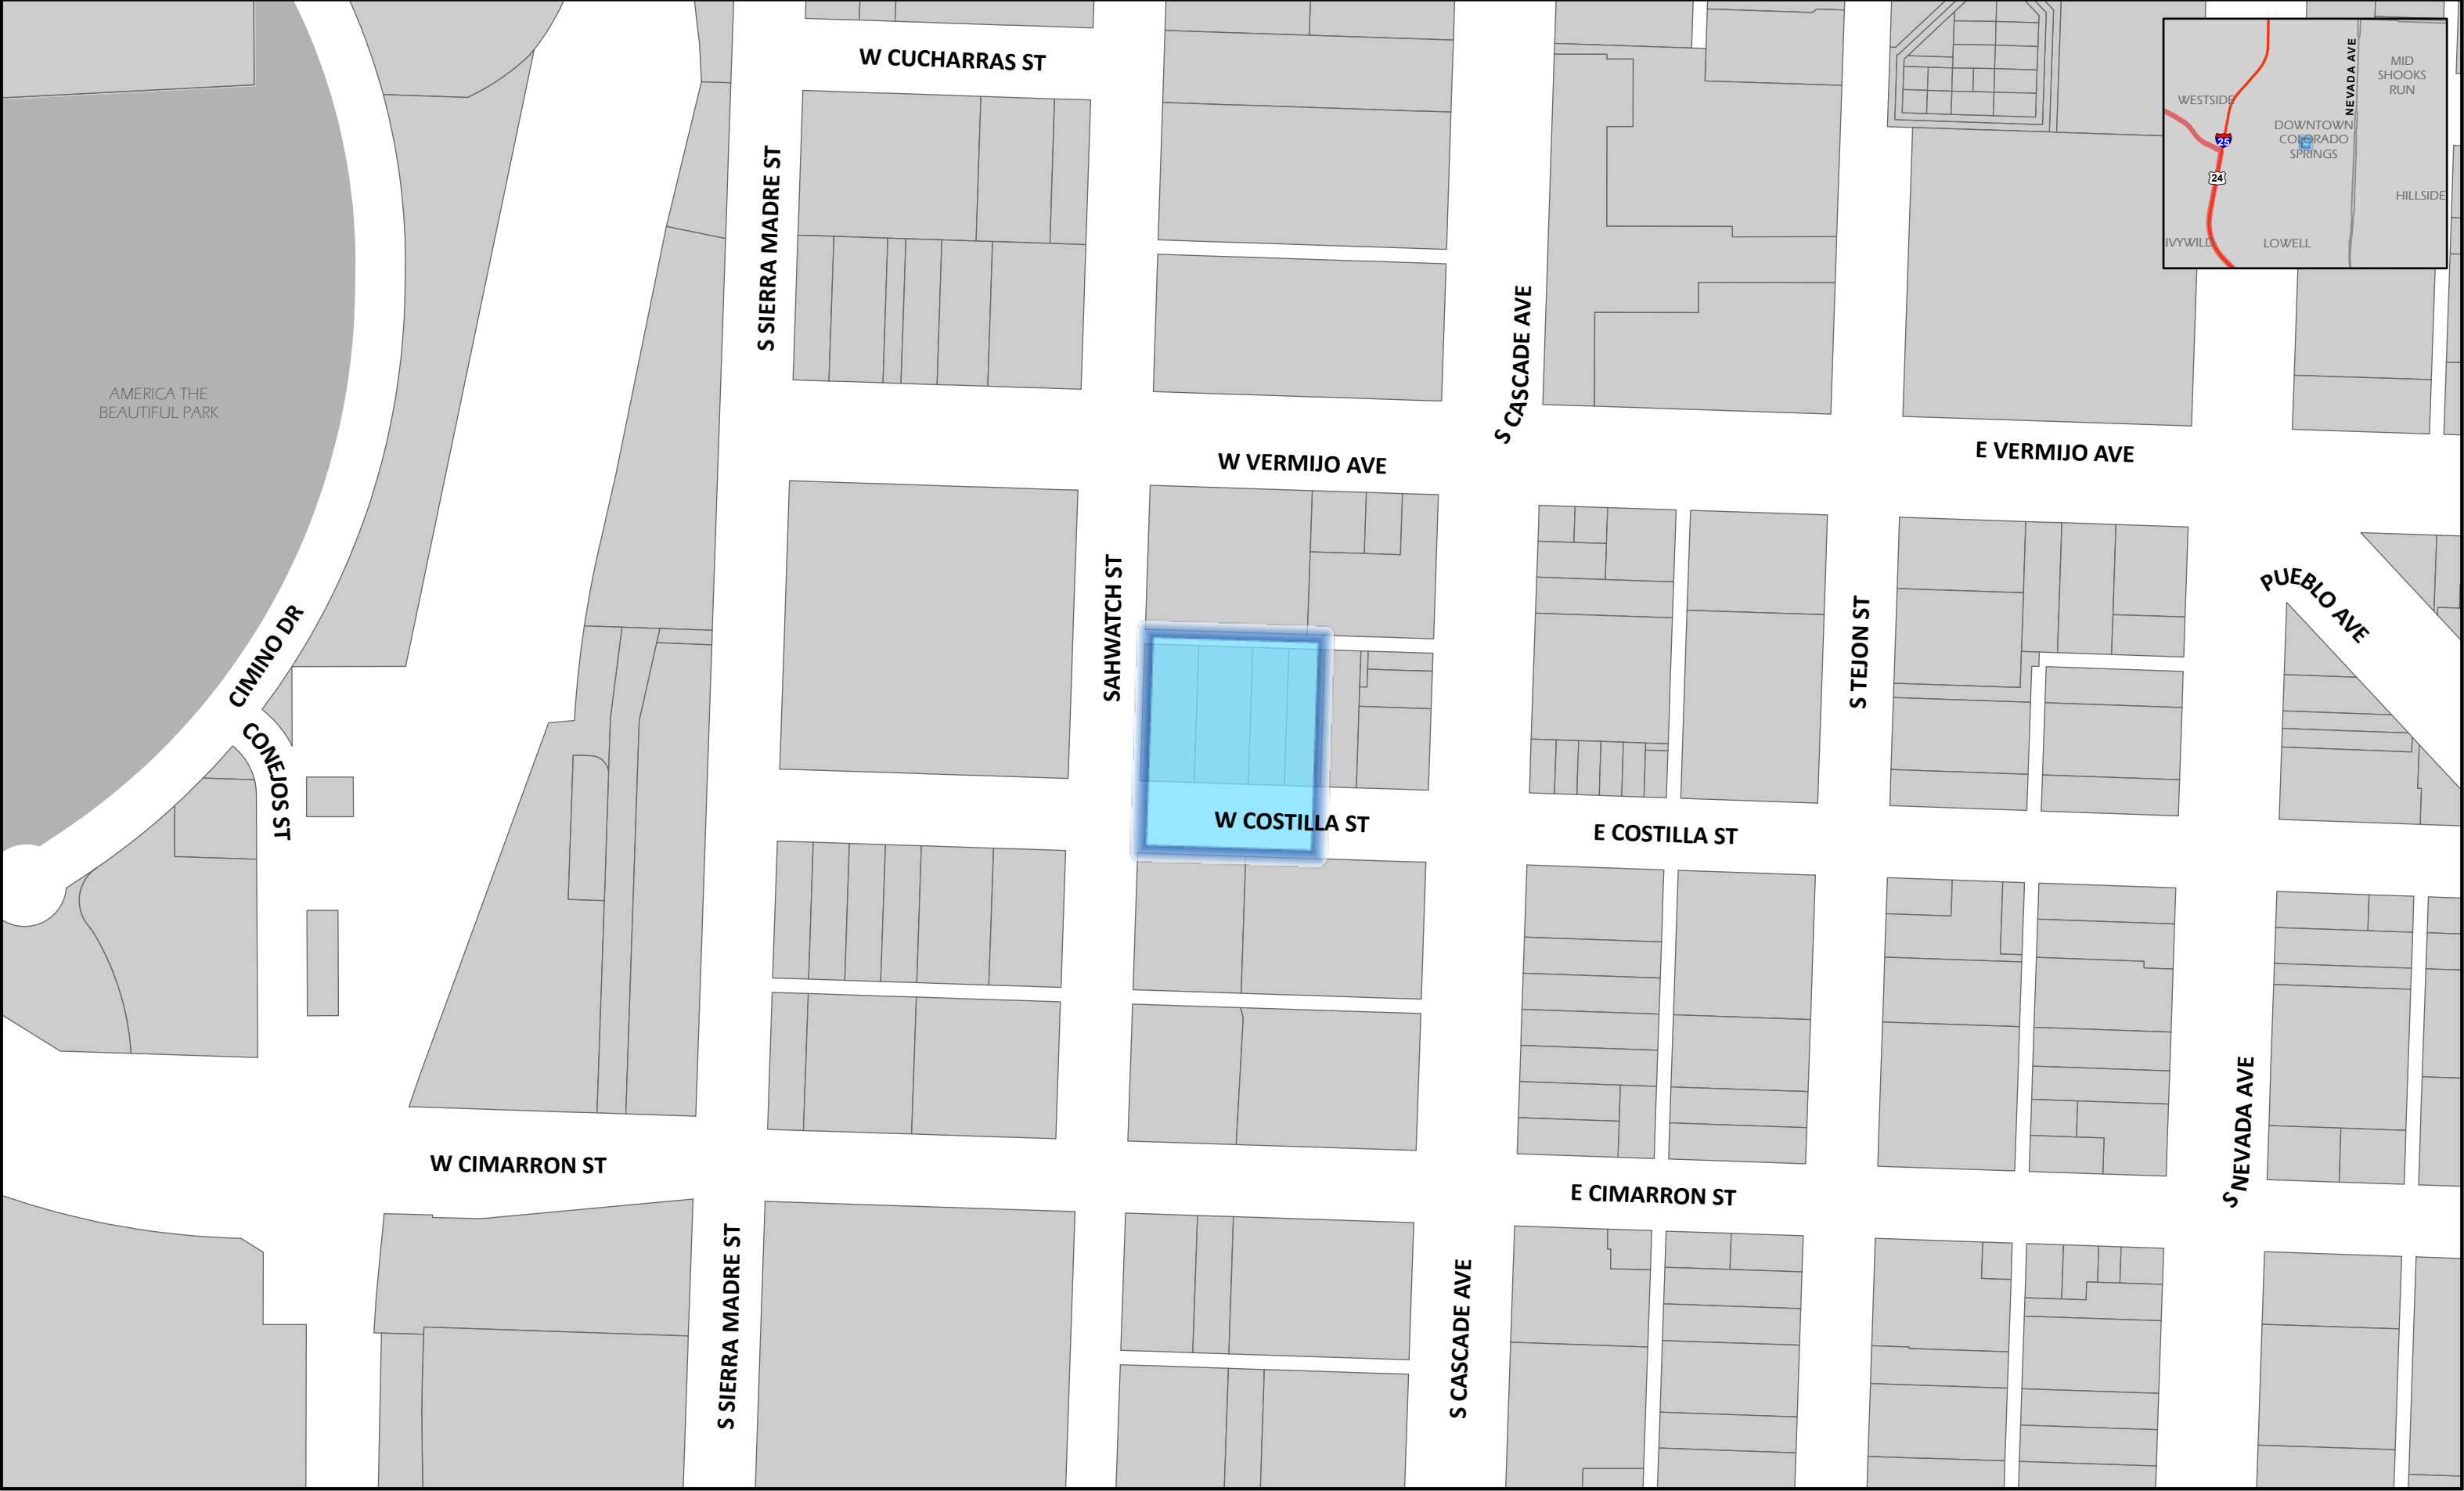 W CUCHARRAS ST
S SIERRA MADRE ST
S CASCADE AVE
NEVADA AVE
MID
SHOOKS
RUN
WESTSIDE
DOWNTOWN
COLORADO
SPRINGS
25
24
HILLSIDE
IVYWILD
LOWELL
AMERICA THE
BEAUTIFUL PARK
W VERMIJO AVE
E VERMIJO AVE
SAHWATCH ST
S TEJON ST
PUEBLO AVE
CIMINO DR
CONEJOS ST
W COSTILLA ST
E COSTILLA ST
W CIMARRON ST
E CIMARRON ST
S NEVADA AVE
S SIERRA MADRE ST
S CASCADE AVE